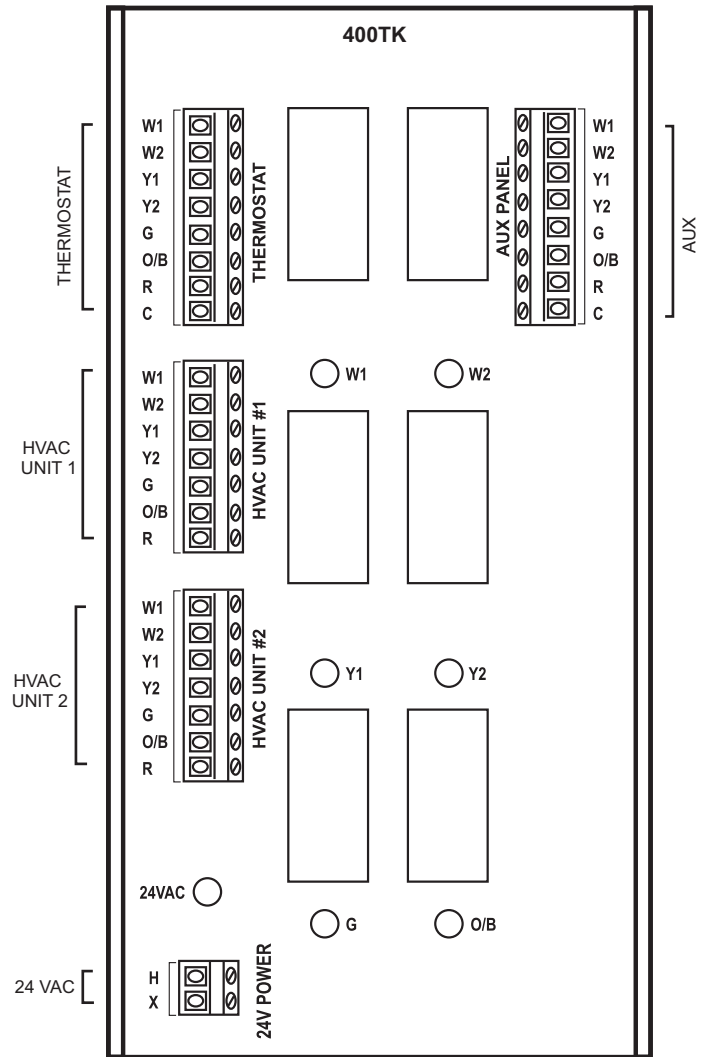 400TK
THERMOSTAT
W1
W2
Y1
Y2
G
O/B
R
C
THERMOSTAT
AUX PANEL
W1
W2
Y1
Y2
G
O/B
R
C
AUX
HVAC
UNIT 1
W1
W2
Y1
Y2
G
O/B
R
HVAC UNIT #1
W1
W2
HVAC
UNIT 2
W1
W2
Y1
Y2
G
O/B
R
HVAC UNIT #2
Y1
Y2
24VAC
G
O/B
24 VAC
H
X
24V POWER